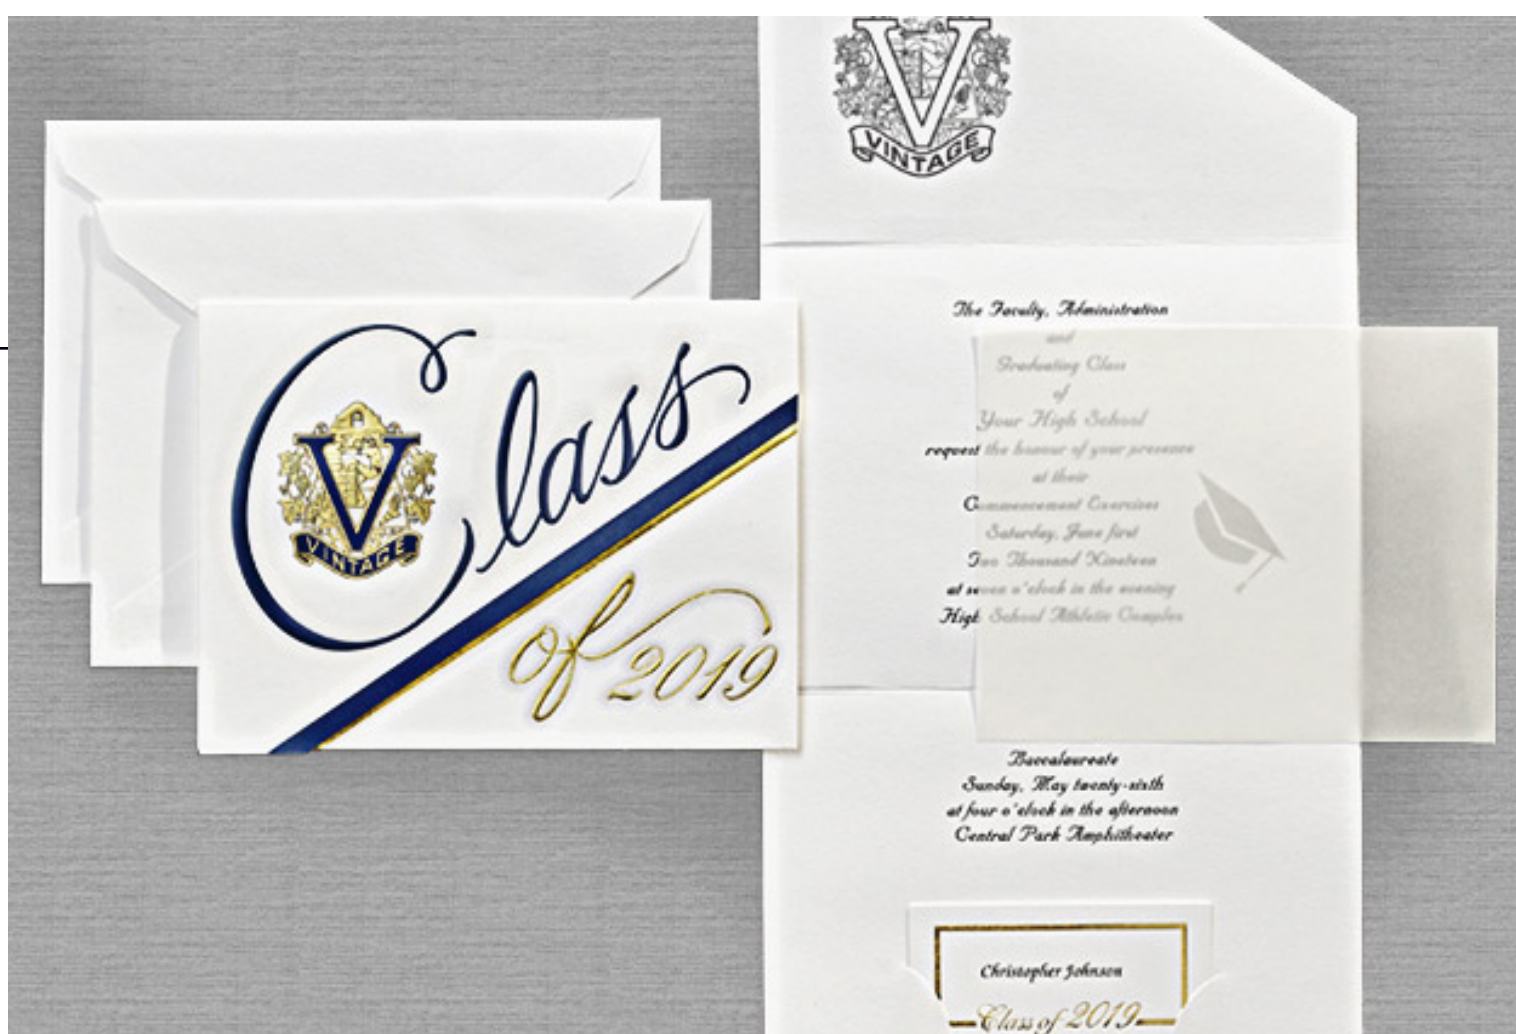 VINTAGE
Class
V
VINTAGE
of 2019
The Faculty, Administration
and
Graduating Class
of
Your High School
request the honour of your presence
at their
Commencement Exercises
Saturday, June first
Two Thousand Nineteen
at seven o'clock in the evening
High School Athletic Complex
Baccalaureate
Sunday, May twenty-sixth
at four o'clock in the afternoon
Central Park Amphitheater
Christopher Johnson
Class of 2019